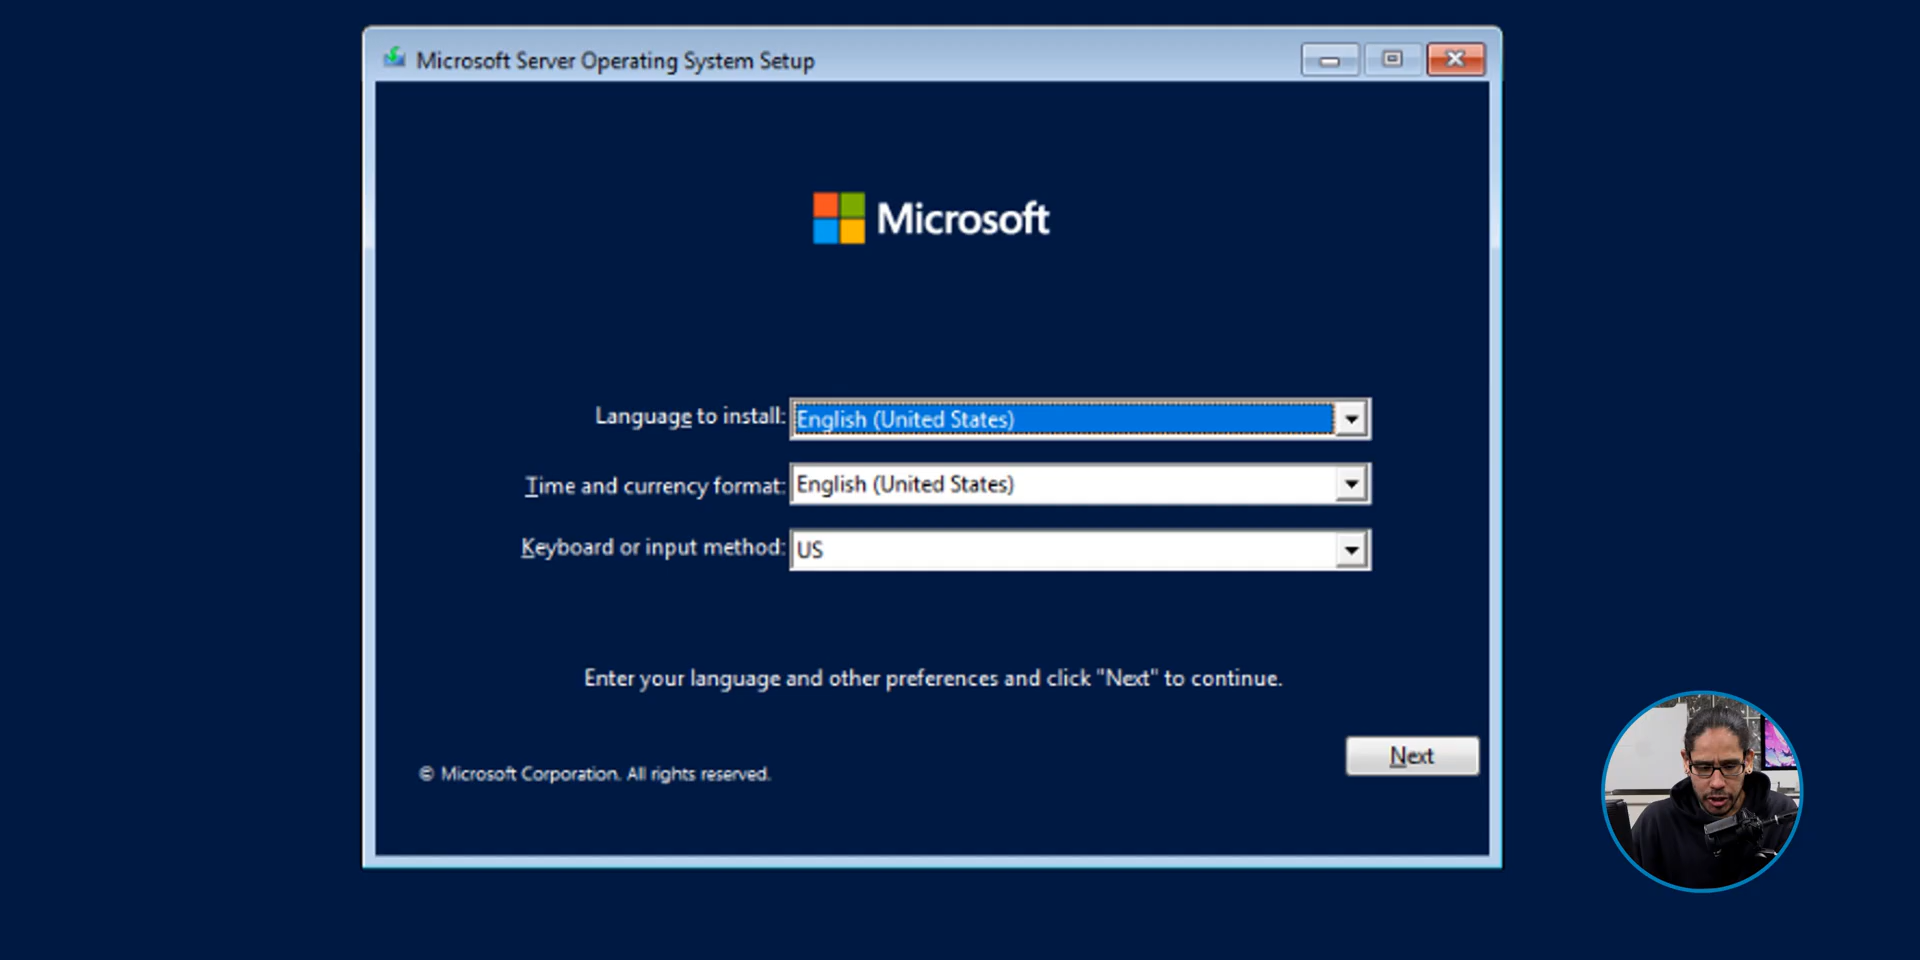 Microsoft Server Operating System Setup
Microsoft
Language to install: English (United States)
Time and currency format: English (United States)
Keyboard or input method: US
Enter your language and other preferences and click "Next" to continue.
Next
© Microsoft Corporation. All rights reserved.